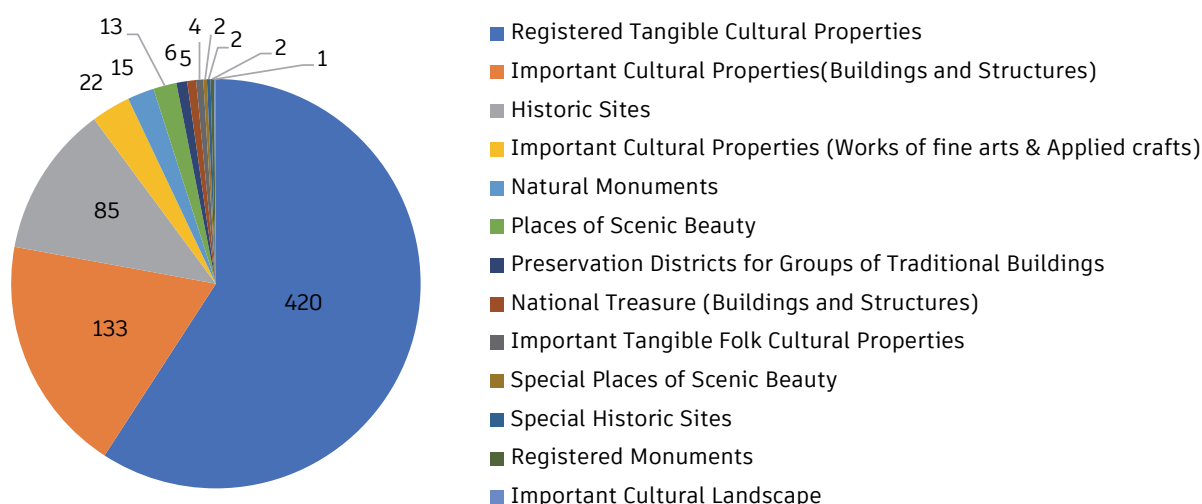 13
4
2
2
2
1
6
5
15
22
85
133
420
Registered Tangible Cultural Properties
Important Cultural Properties(Buildings and Structures)
Historic Sites
Important Cultural Properties (Works of fine arts & Applied crafts)
Natural Monuments
Places of Scenic Beauty
Preservation Districts for Groups of Traditional Buildings
National Treasure (Buildings and Structures)
Important Tangible Folk Cultural Properties
Special Places of Scenic Beauty
Special Historic Sites
Registered Monuments
Important Cultural Landscape